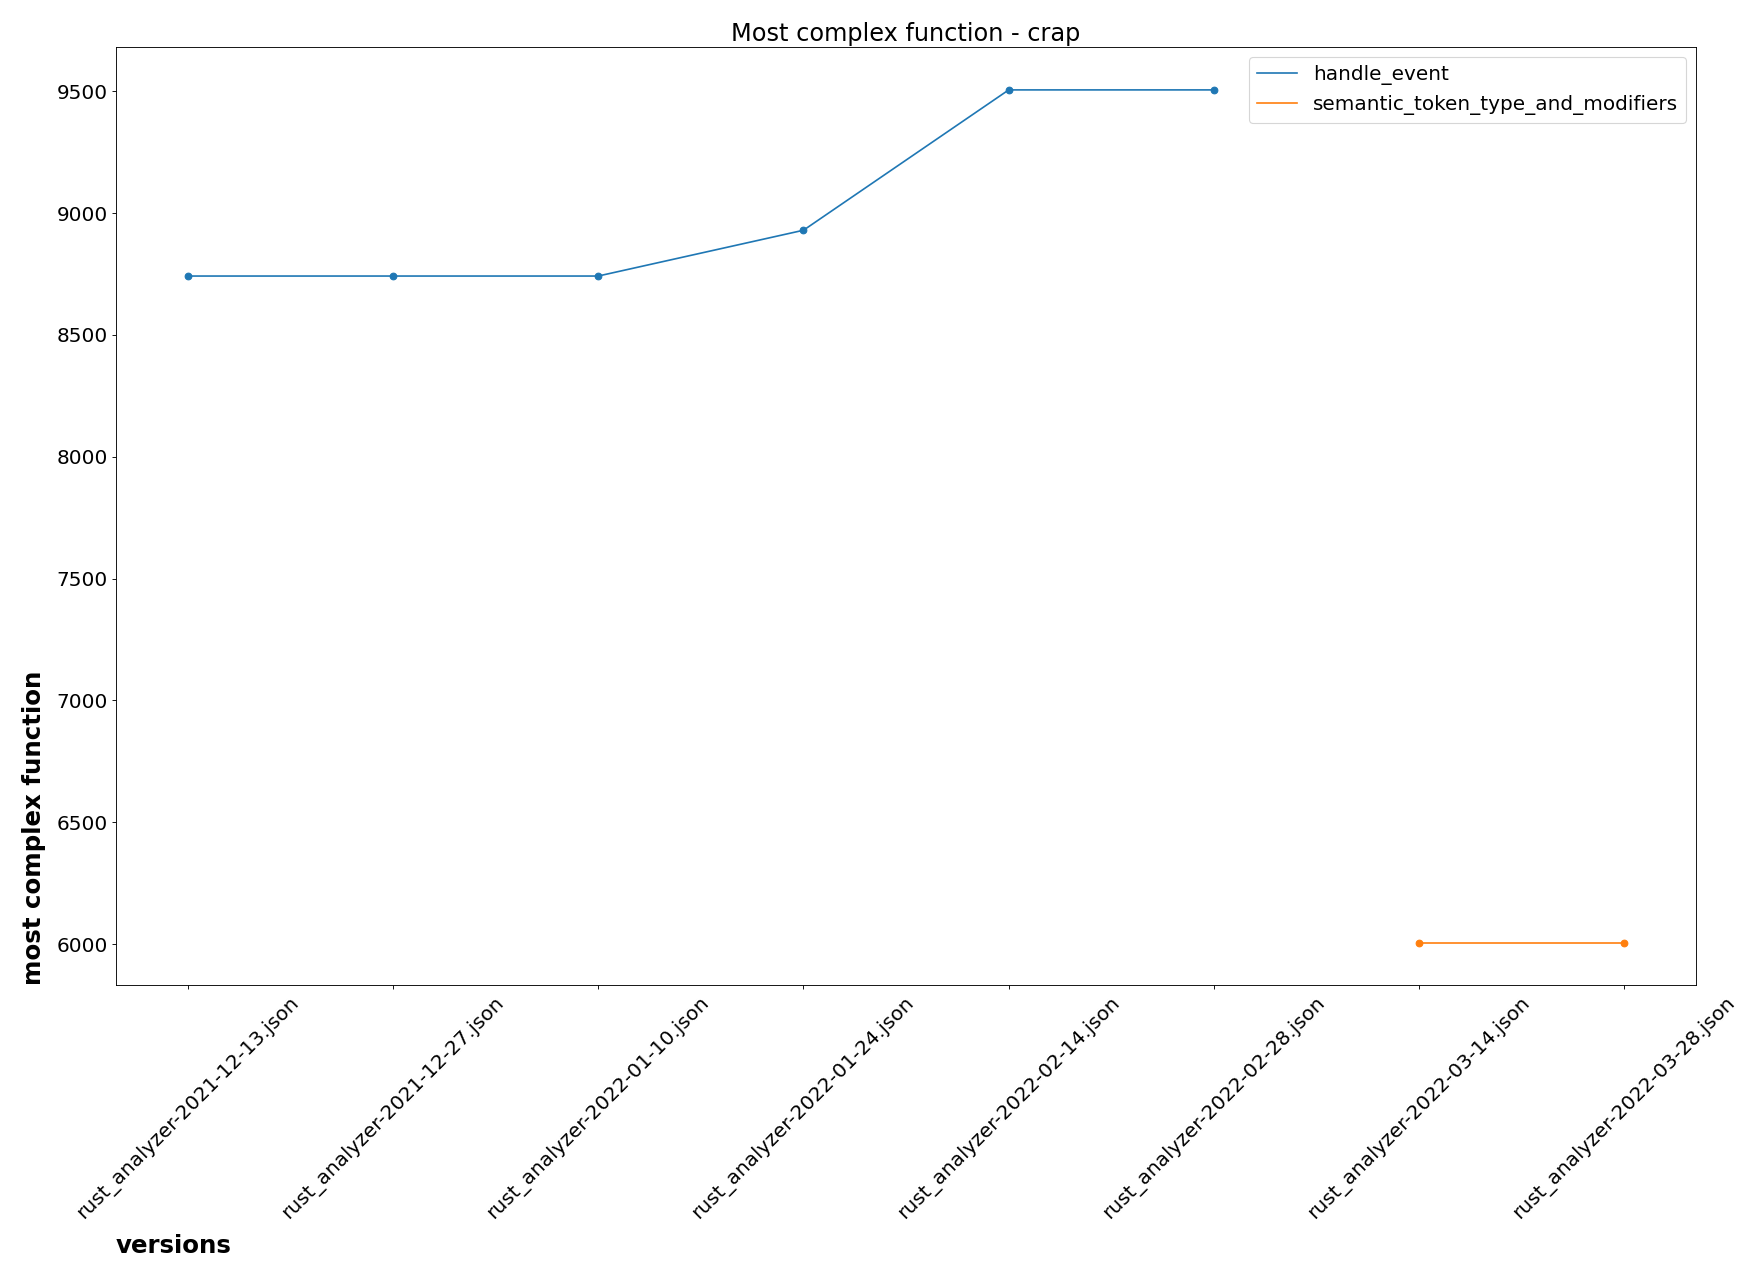 Most complex function - crap
handle_event
semantic_token_type_and_modifiers
9500
9000
8500
8000
7500
7000
6500
6000
most complex function
rust_analyzer-2021-12-13.json
rust_analyzer-2021-12-27.json
rust_analyzer-2022-01-10.json
rust_analyzer-2022-01-24.json
rust_analyzer-2022-02-14.json
rust_analyzer-2022-02-28.json
rust_analyzer-2022-03-14.json
rust_analyzer-2022-03-28.json
versions